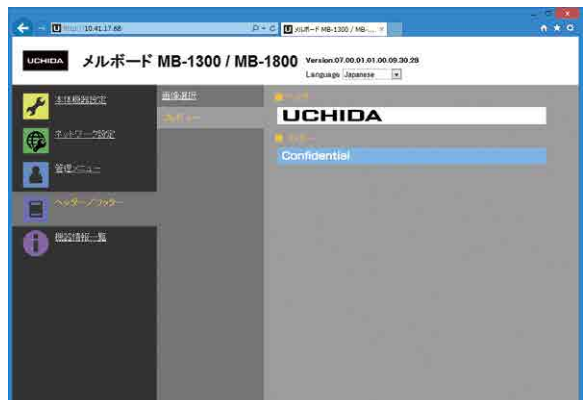 http://10.41.17.68
メルボード MB-1300 / MB-...
UCHIDA
メルボード MB-1300 / MB-1800
Version.07.00.01.01.00.09.30.28
Language Japanese
本体機器設定
ネットワーク設定
管理メニュー
ヘッダー／フッター
機器情報一覧
画像選択
プレビュー
ヘッダー
UCHIDA
フッター
Confidential